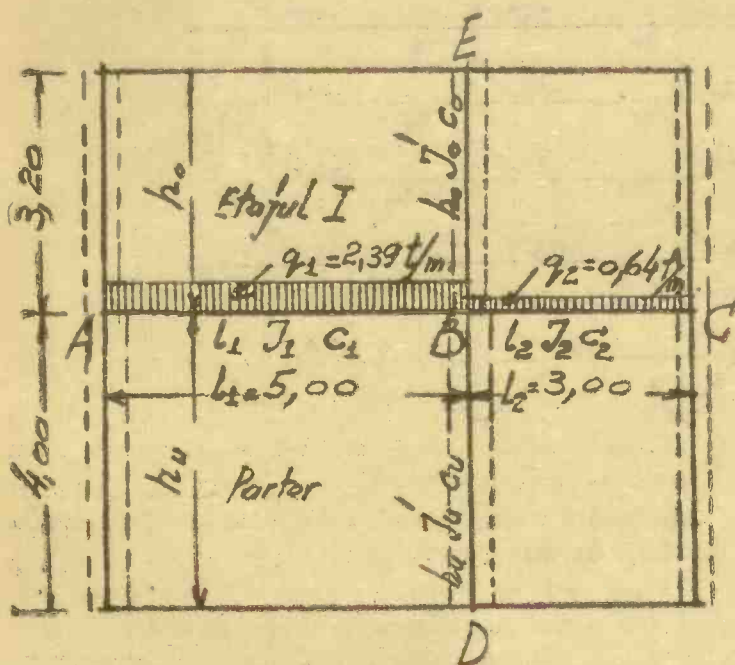 E
3,20
h₀
h₀ J₀' c₀
Etajul I
q₁=2,39 t/m
q₂=0,64 t/m
A
l₁ J₁ c₁
B
l₂ J₂ c₂
C
l₁=5,00
l₂=3,00
4,00
hᵤ
Parter
hᵤ Jᵤ' cᵤ
D